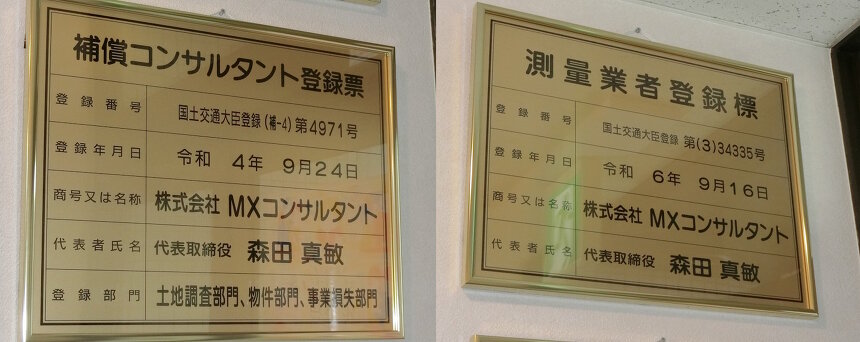 補償コンサルタント登録票
登録番号 国土交通大臣登録(補-4)第4971号
登録年月日 令和 4年 9月24日
商号又は名称 株式会社 MXコンサルタント
代表者氏名 代表取締役 森田 真敏
登録部門 土地調査部門、物件部門、事業損失部門
測量業者登録標
登録番号 国土交通大臣登録 第(3)34335号
登録年月日 令和 6年 9月16日
商号又は名称 株式会社 MXコンサルタント
代表者氏名 代表取締役 森田 真敏